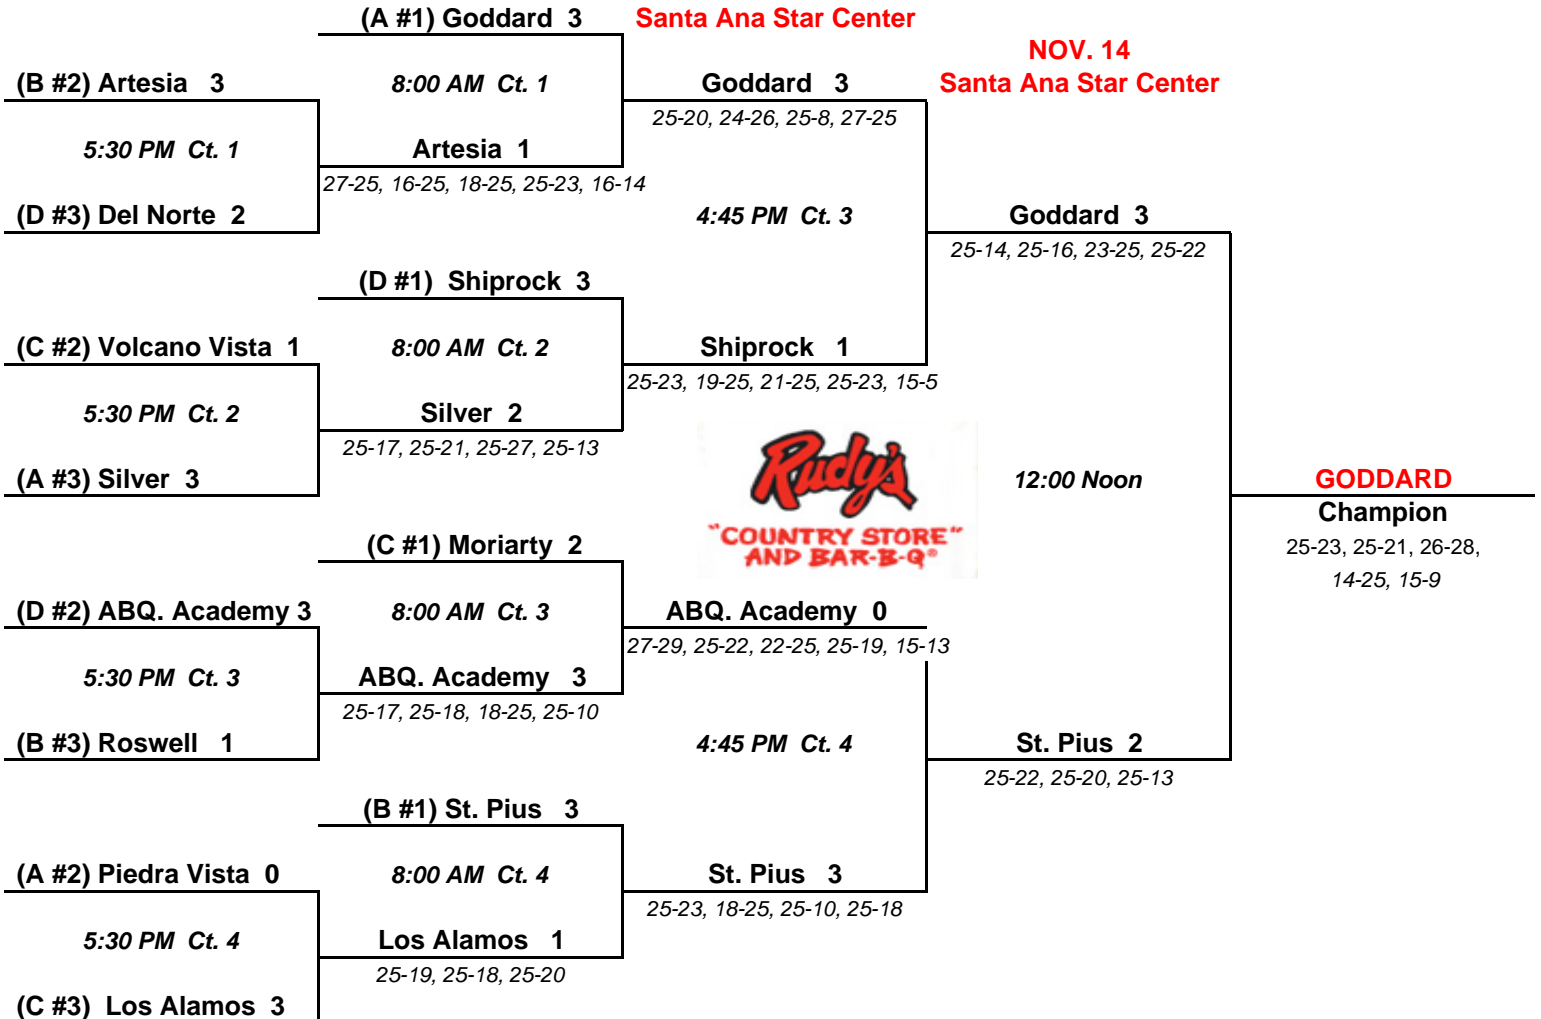 (A #1) Goddard 3
Santa Ana Star Center
NOV. 14
Santa Ana Star Center
(B #2) Artesia 3
8:00 AM Ct. 1
Goddard 3
25-20, 24-26, 25-8, 27-25
5:30 PM Ct. 1
Artesia 1
27-25, 16-25, 18-25, 25-23, 16-14
(D #3) Del Norte 2
4:45 PM Ct. 3
Goddard 3
25-14, 25-16, 23-25, 25-22
(D #1) Shiprock 3
(C #2) Volcano Vista 1
8:00 AM Ct. 2
Shiprock 1
25-23, 19-25, 21-25, 25-23, 15-5
5:30 PM Ct. 2
Silver 2
25-17, 25-21, 25-27, 25-13
(A #3) Silver 3
Rudy's
"COUNTRY STORE"
AND BAR-B-Q®
12:00 Noon
GODDARD
Champion
25-23, 25-21, 26-28,
14-25, 15-9
(C #1) Moriarty 2
(D #2) ABQ. Academy 3
8:00 AM Ct. 3
ABQ. Academy 0
27-29, 25-22, 22-25, 25-19, 15-13
5:30 PM Ct. 3
ABQ. Academy 3
25-17, 25-18, 18-25, 25-10
(B #3) Roswell 1
4:45 PM Ct. 4
St. Pius 2
25-22, 25-20, 25-13
(B #1) St. Pius 3
(A #2) Piedra Vista 0
8:00 AM Ct. 4
St. Pius 3
25-23, 18-25, 25-10, 25-18
5:30 PM Ct. 4
Los Alamos 1
25-19, 25-18, 25-20
(C #3) Los Alamos 3